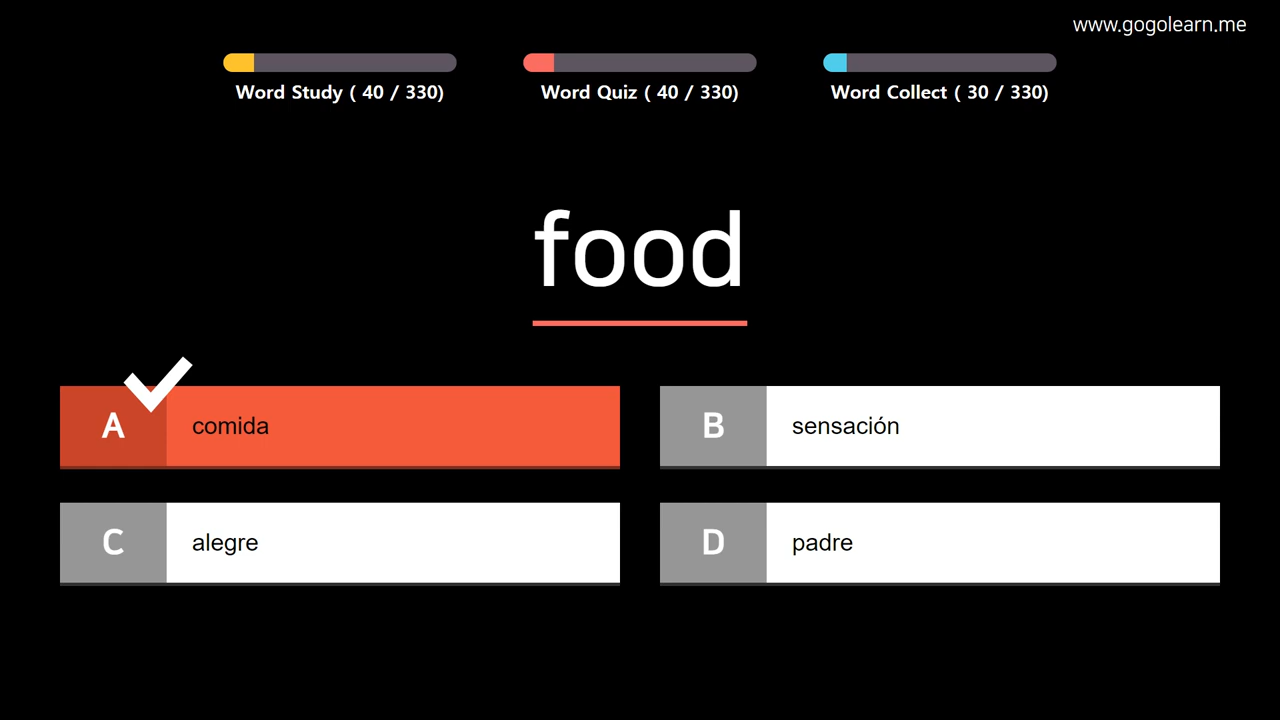 www.gogolearn.me
Word Study ( 40 / 330)
Word Quiz ( 40 / 330)
Word Collect ( 30 / 330)
food
A comida
B sensación
C alegre
D padre